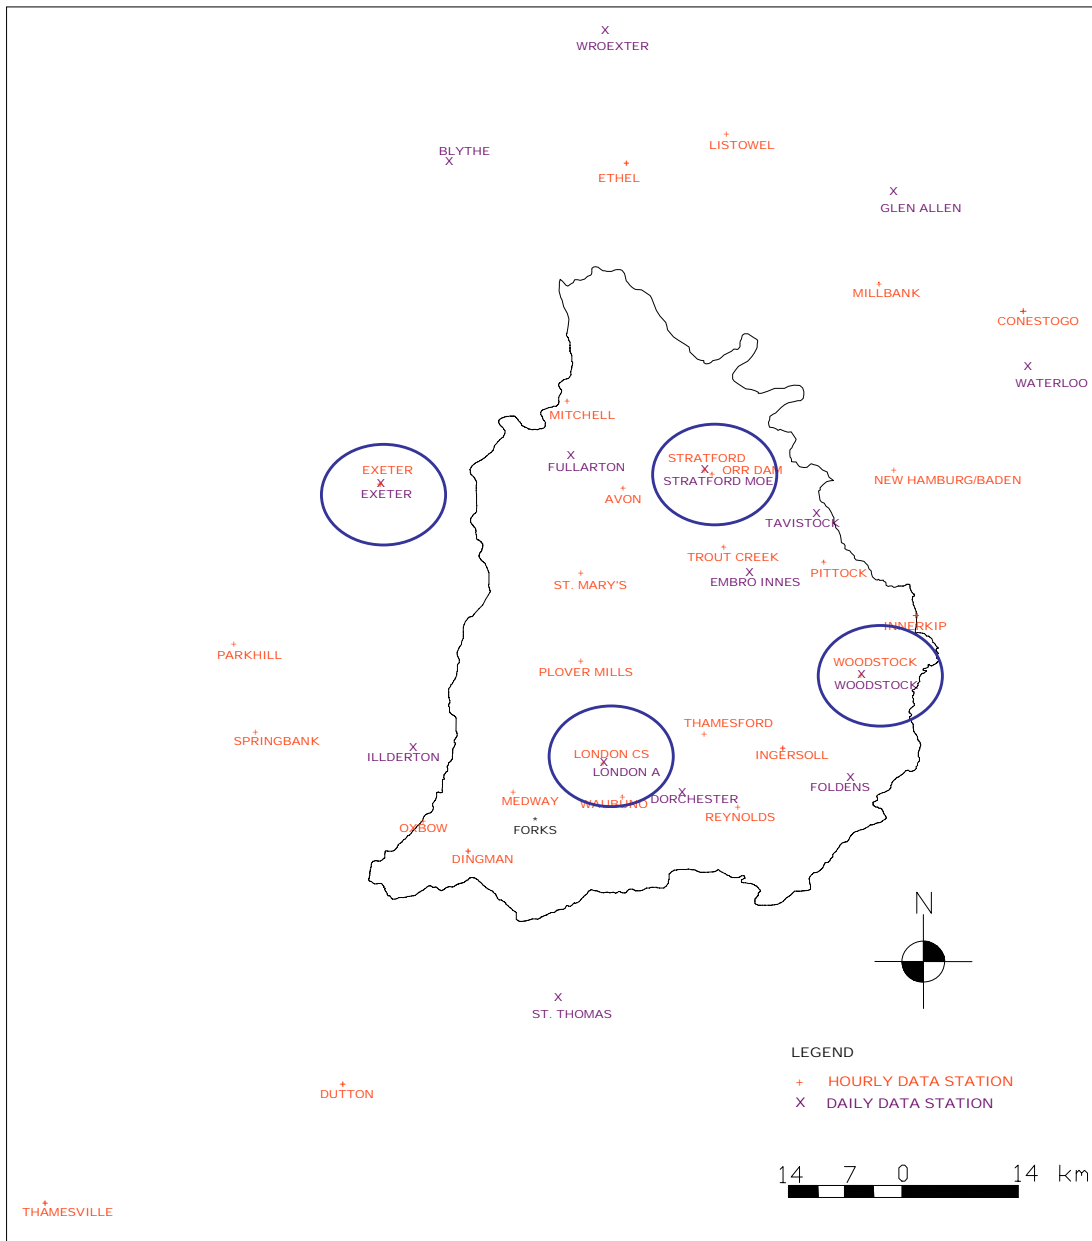 X
WROEXTER
LISTOWEL
BLYTHE
X
ETHEL
X
GLEN ALLEN
MILLBANK
CONESTOGO
X
WATERLOO
MITCHELL
X
FULLARTON
STRATFORD
X
ORR DAM
STRATFORD MOE
EXETER
X
EXETER
NEW HAMBURG/BADEN
AVON
X
TAVISTOCK
TROUT CREEK
X
EMBRO INNES
PITTOCK
ST. MARY'S
INNERKIP
PARKHILL
PLOVER MILLS
WOODSTOCK
X
WOODSTOCK
THAMESFORD
SPRINGBANK
X
ILLDERTON
LONDON CS
X
LONDON A
INGERSOLL
X
FOLDENS
MEDWAY
WAUBUNO
X
DORCHESTER
REYNOLDS
OXBOW
FORKS
DINGMAN
N
X
ST. THOMAS
LEGEND
+ HOURLY DATA STATION
X DAILY DATA STATION
DUTTON
14 7 0 14 km
THAMESVILLE